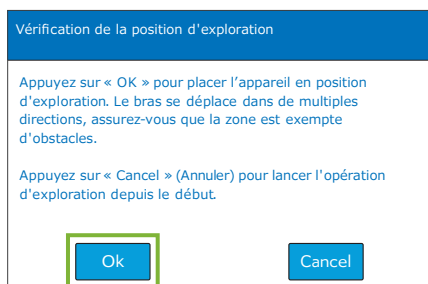 Vérification de la position d'exploration
Appuyez sur « OK » pour placer l’appareil en position
d'exploration. Le bras se déplace dans de multiples
directions, assurez-vous que la zone est exempte
d'obstacles.
Appuyez sur « Cancel » (Annuler) pour lancer l'opération
d'exploration depuis le début.
Ok
Cancel